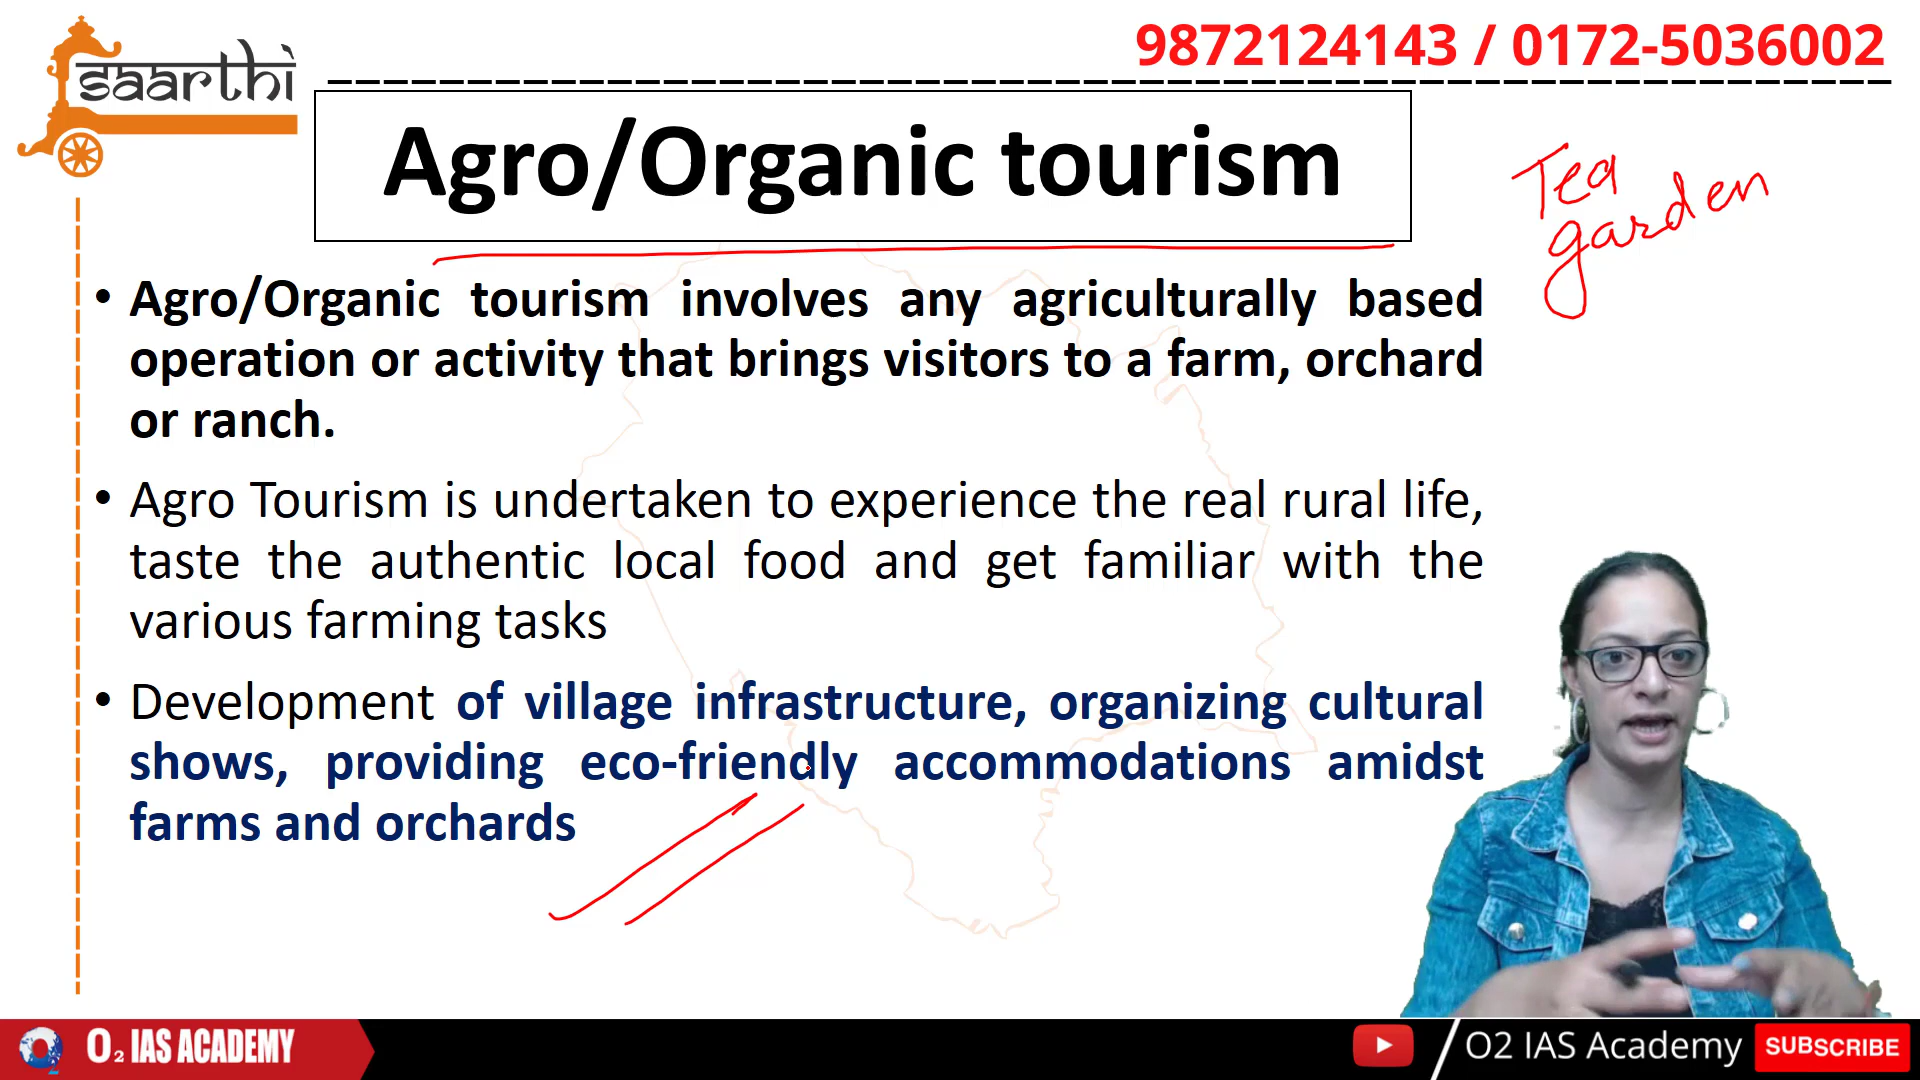 saarthi
9872124143 / 0172-5036002
Agro/Organic tourism
Tea
garden
• Agro/Organic tourism involves any agriculturally based
operation or activity that brings visitors to a farm, orchard
or ranch.
• Agro Tourism is undertaken to experience the real rural life,
taste the authentic local food and get familiar with the
various farming tasks
• Development of village infrastructure, organizing cultural
shows, providing eco-friendly accommodations amidst
farms and orchards
O2 O2 IAS ACADEMY
O2 IAS Academy SUBSCRIBE